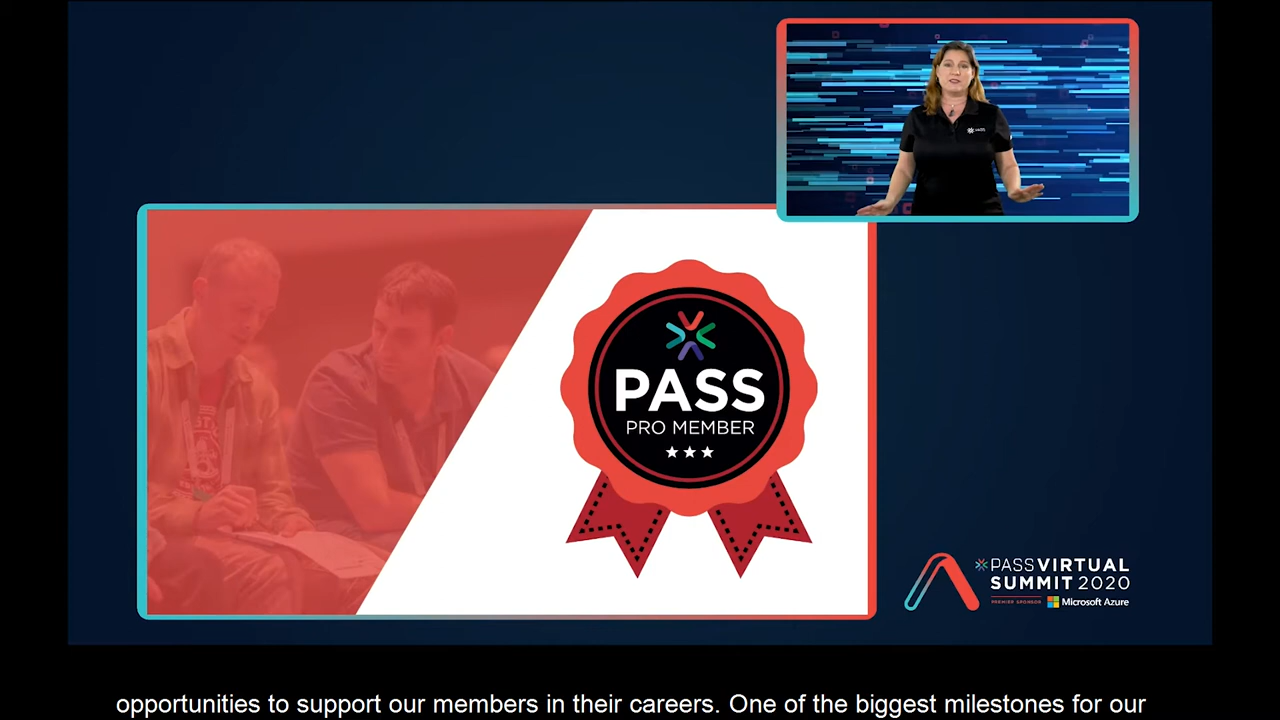 PASS
PRO MEMBER
PASS VIRTUAL
SUMMIT 2020
PREMIER SPONSOR
Microsoft Azure
opportunities to support our members in their careers. One of the biggest milestones for our